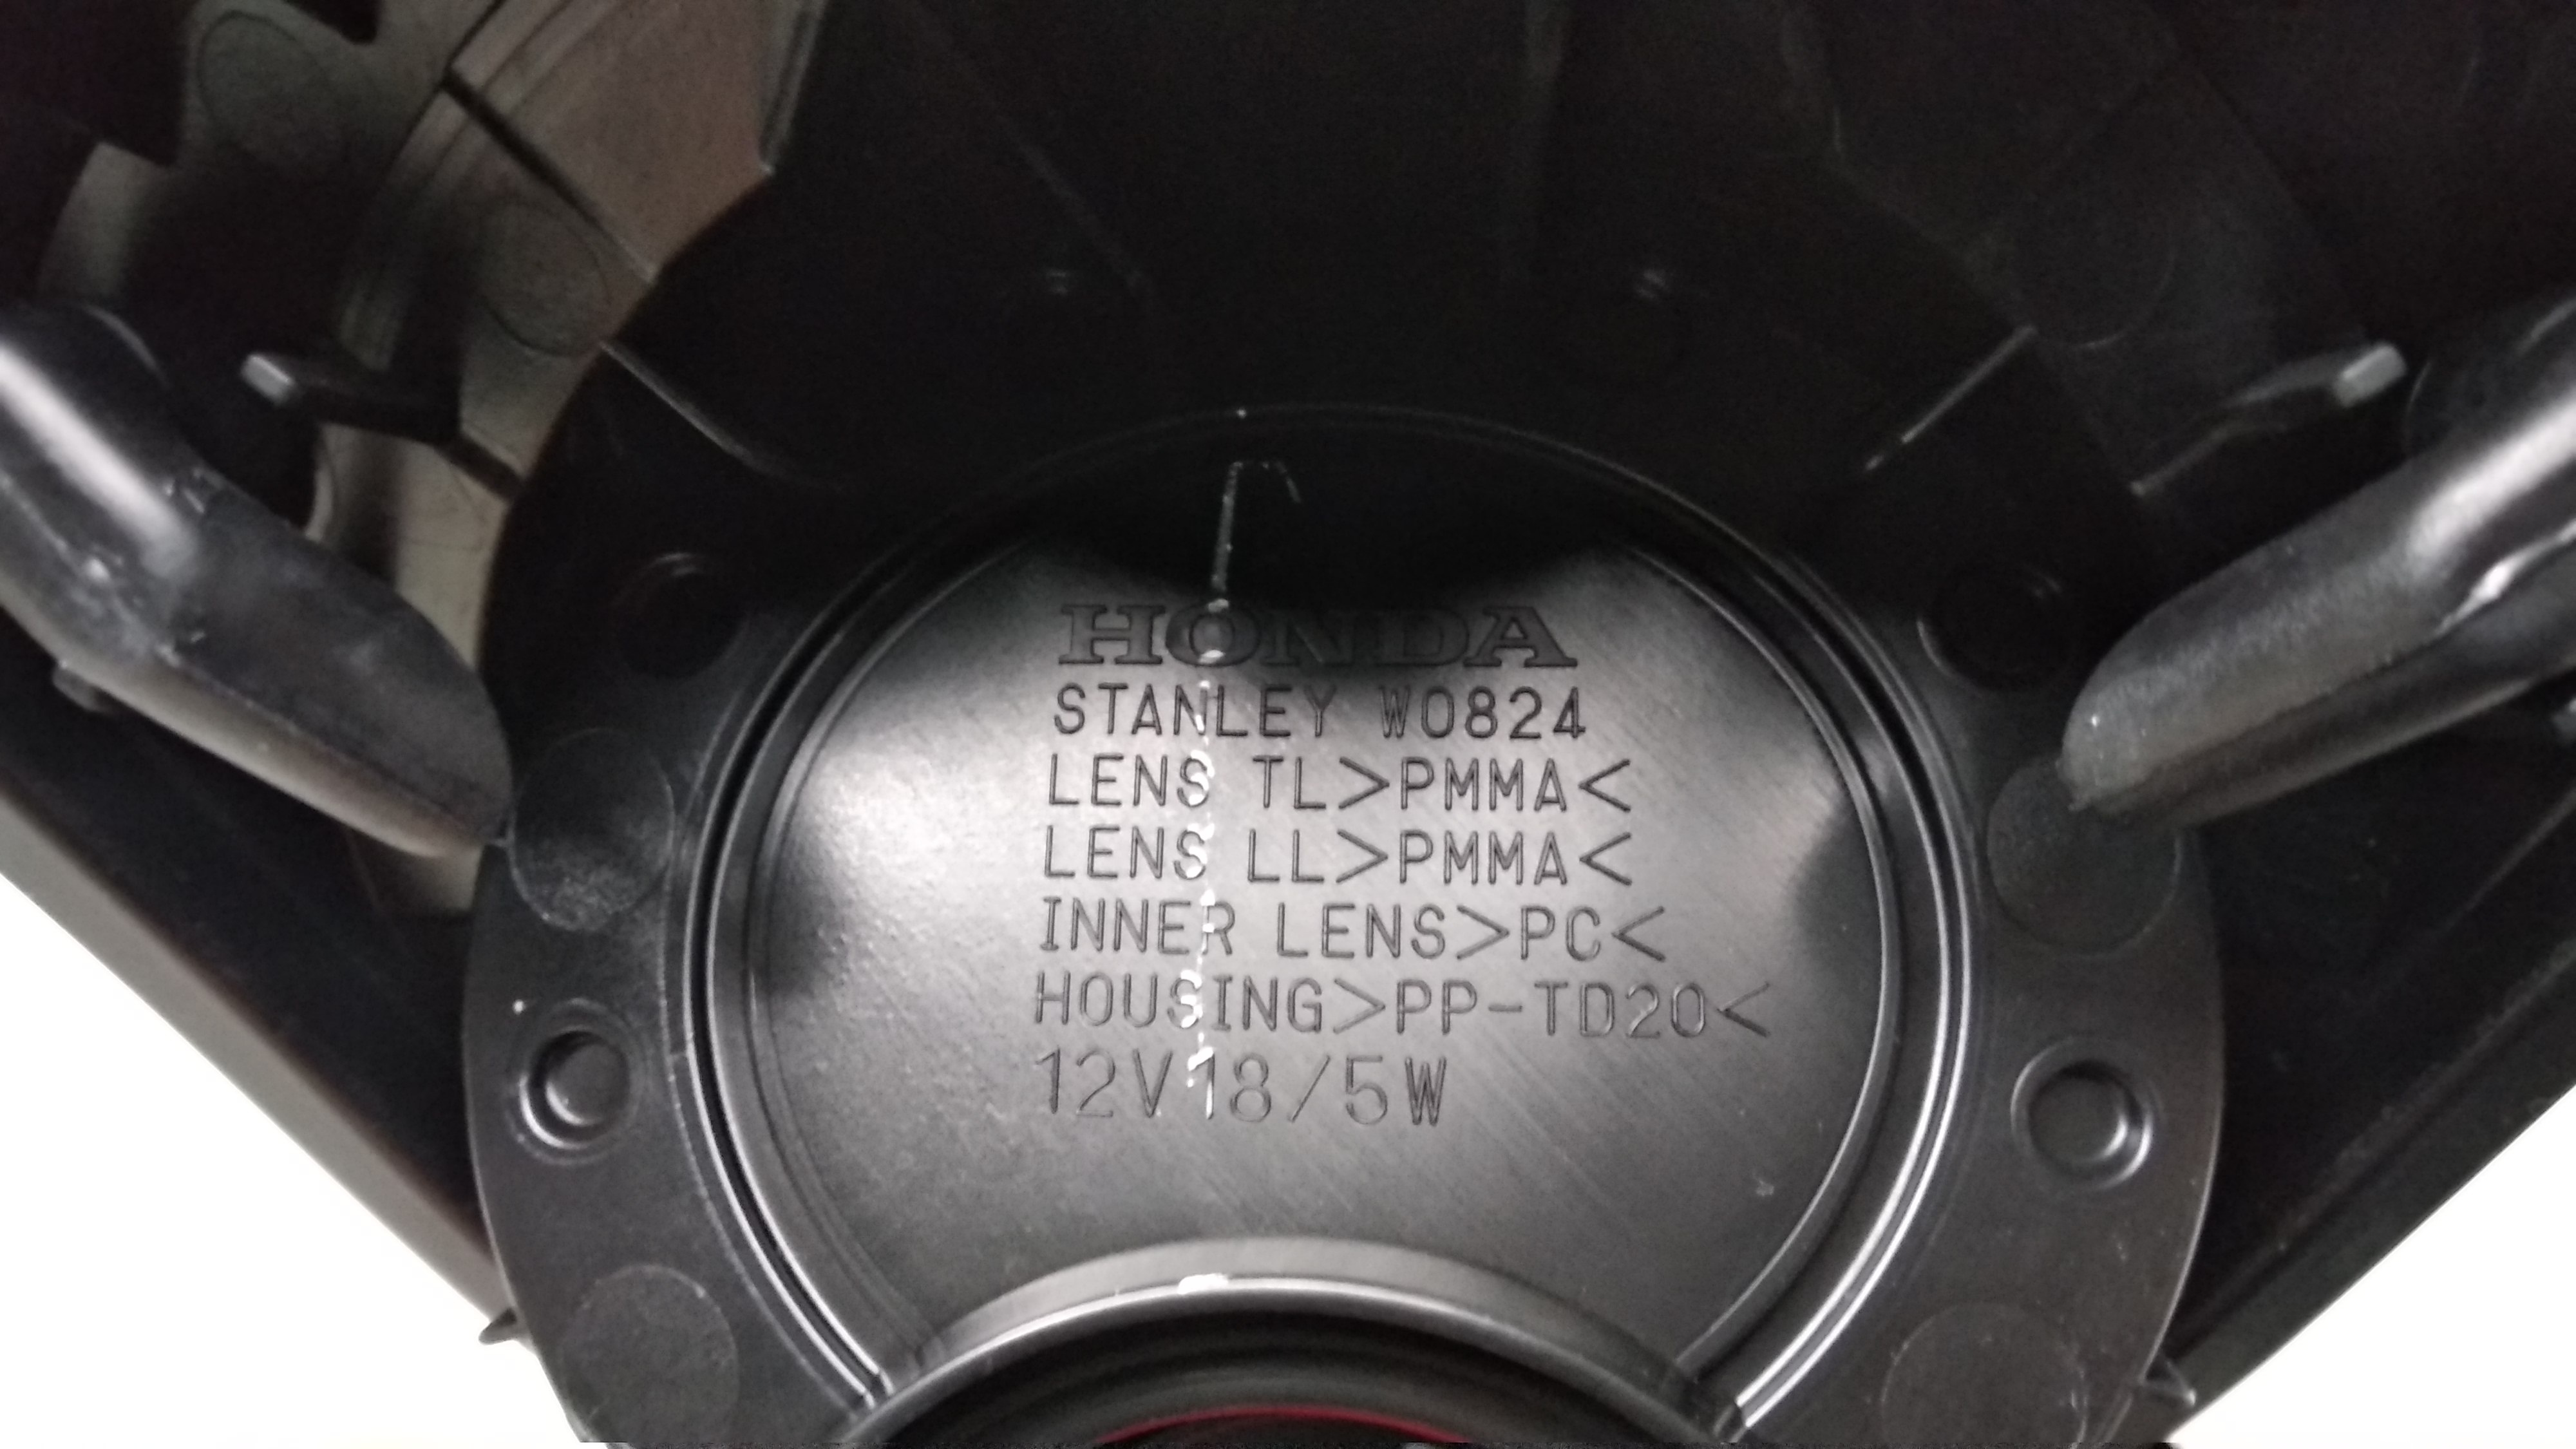 HONDA
STANLEY W0824
LENS TL>PMMA<
LENS LL>PMMA<
INNER LENS>PC<
HOUSING>PP-TD20<
12V18/5W